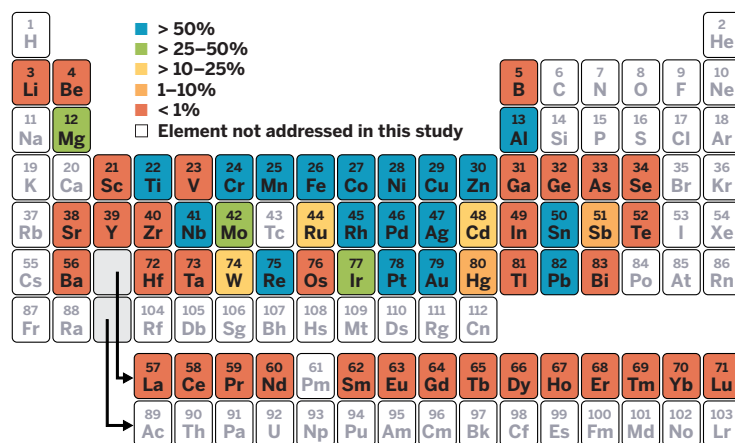 1 2
H He
> 50%
> 25–50%
> 10–25%
1–10%
< 1%
Element not addressed in this study
3 4 5 6 7 8 9 10
Li Be B C N O F Ne
11 12 13 14 15 16 17 18
Na Mg Al Si P S Cl Ar
19 20 21 22 23 24 25 26 27 28 29 30 31 32 33 34 35 36
K Ca Sc Ti V Cr Mn Fe Co Ni Cu Zn Ga Ge As Se Br Kr
37 38 39 40 41 42 43 44 45 46 47 48 49 50 51 52 53 54
Rb Sr Y Zr Nb Mo Tc Ru Rh Pd Ag Cd In Sn Sb Te I Xe
55 56 72 73 74 75 76 77 78 79 80 81 82 83 84 85 86
Cs Ba Hf Ta W Re Os Ir Pt Au Hg Tl Pb Bi Po At Rn
87 88 104 105 106 107 108 109 110 111 112
Fr Ra Rf Db Sg Bh Hs Mt Ds Rg Cn
57 58 59 60 61 62 63 64 65 66 67 68 69 70 71
La Ce Pr Nd Pm Sm Eu Gd Tb Dy Ho Er Tm Yb Lu
89 90 91 92 93 94 95 96 97 98 99 100 101 102 103
Ac Th Pa U Np Pu Am Cm Bk Cf Es Fm Md No Lr